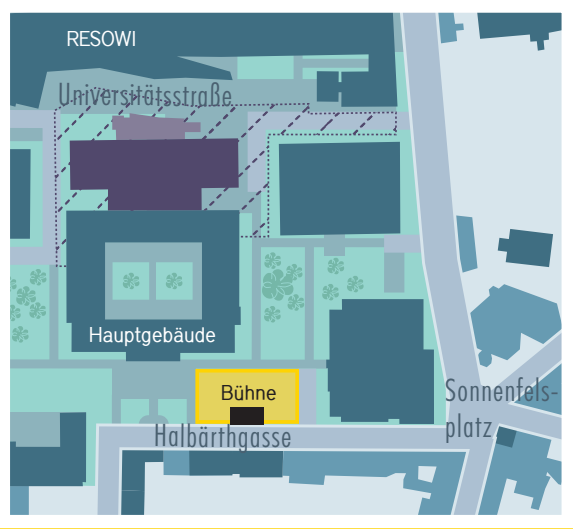 RESOWI
Universitätsstraße
Hauptgebäude
Bühne
Sonnenfels-
platz
Halbärthgasse